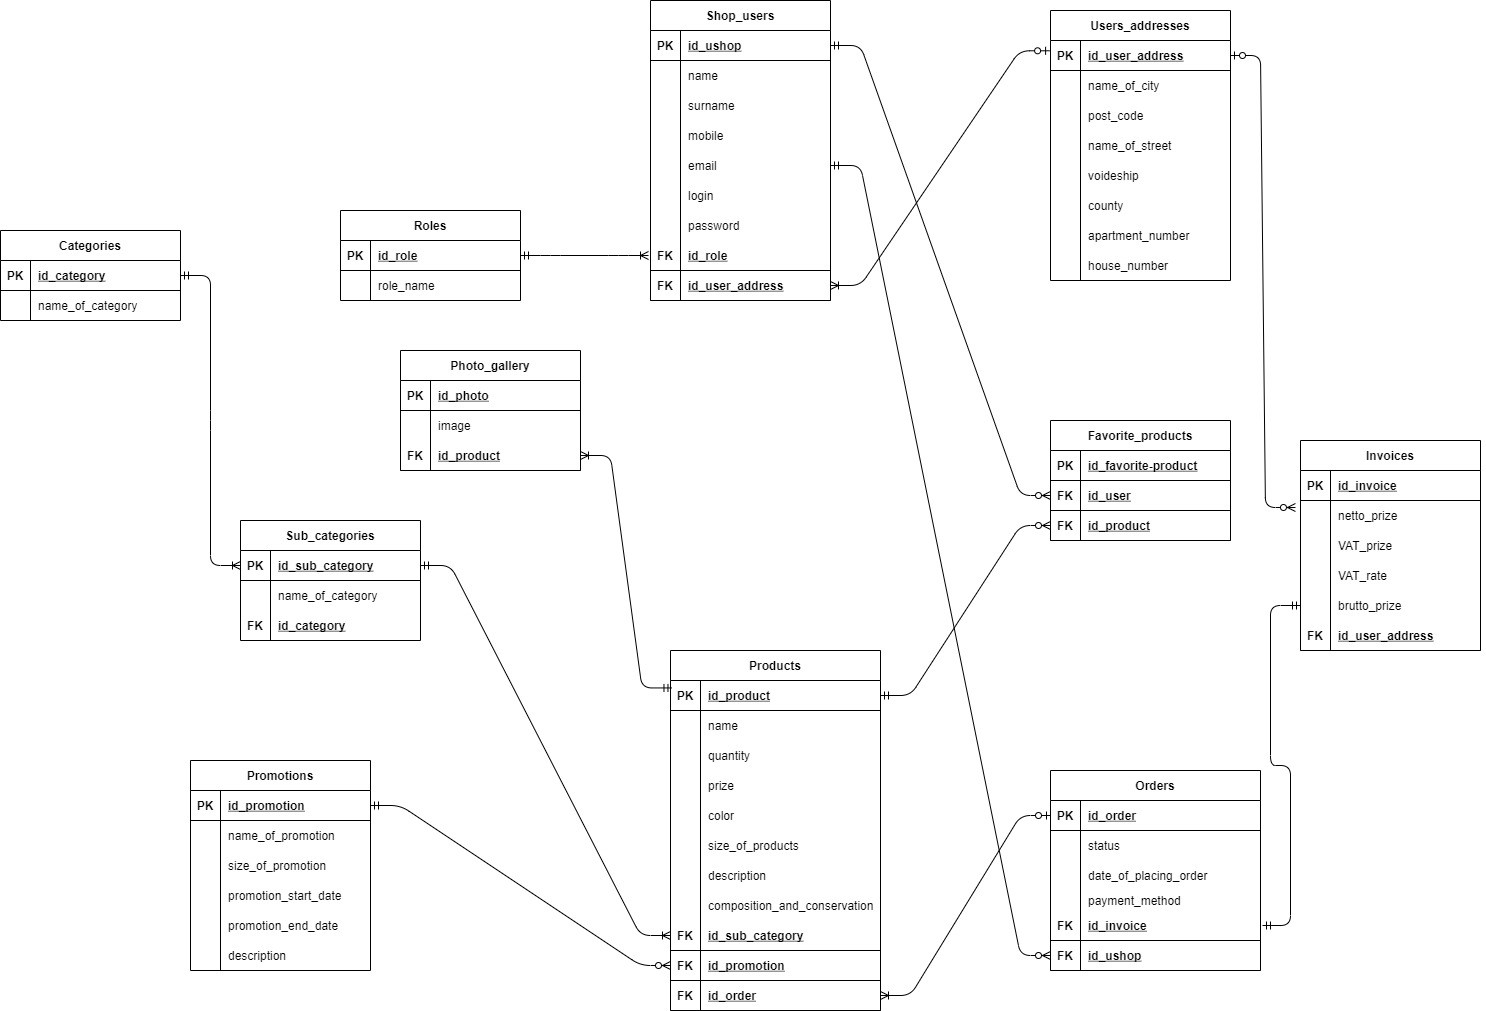 Shop_users
PK id_ushop
name
surname
mobile
email
login
password
FK id_role
FK id_user_address
Users_addresses
PK id_user_address
name_of_city
post_code
name_of_street
voideship
county
apartment_number
house_number
Roles
PK id_role
role_name
Categories
PK id_category
name_of_category
Photo_gallery
PK id_photo
image
FK id_product
Favorite_products
PK id_favorite-product
FK id_user
FK id_product
Invoices
PK id_invoice
netto_prize
VAT_prize
VAT_rate
brutto_prize
FK id_user_address
Sub_categories
PK id_sub_category
name_of_category
FK id_category
Products
PK id_product
name
quantity
prize
color
size_of_products
description
composition_and_conservation
FK id_sub_category
FK id_promotion
FK id_order
Promotions
PK id_promotion
name_of_promotion
size_of_promotion
promotion_start_date
promotion_end_date
description
Orders
PK id_order
status
date_of_placing_order
payment_method
FK id_invoice
FK id_ushop